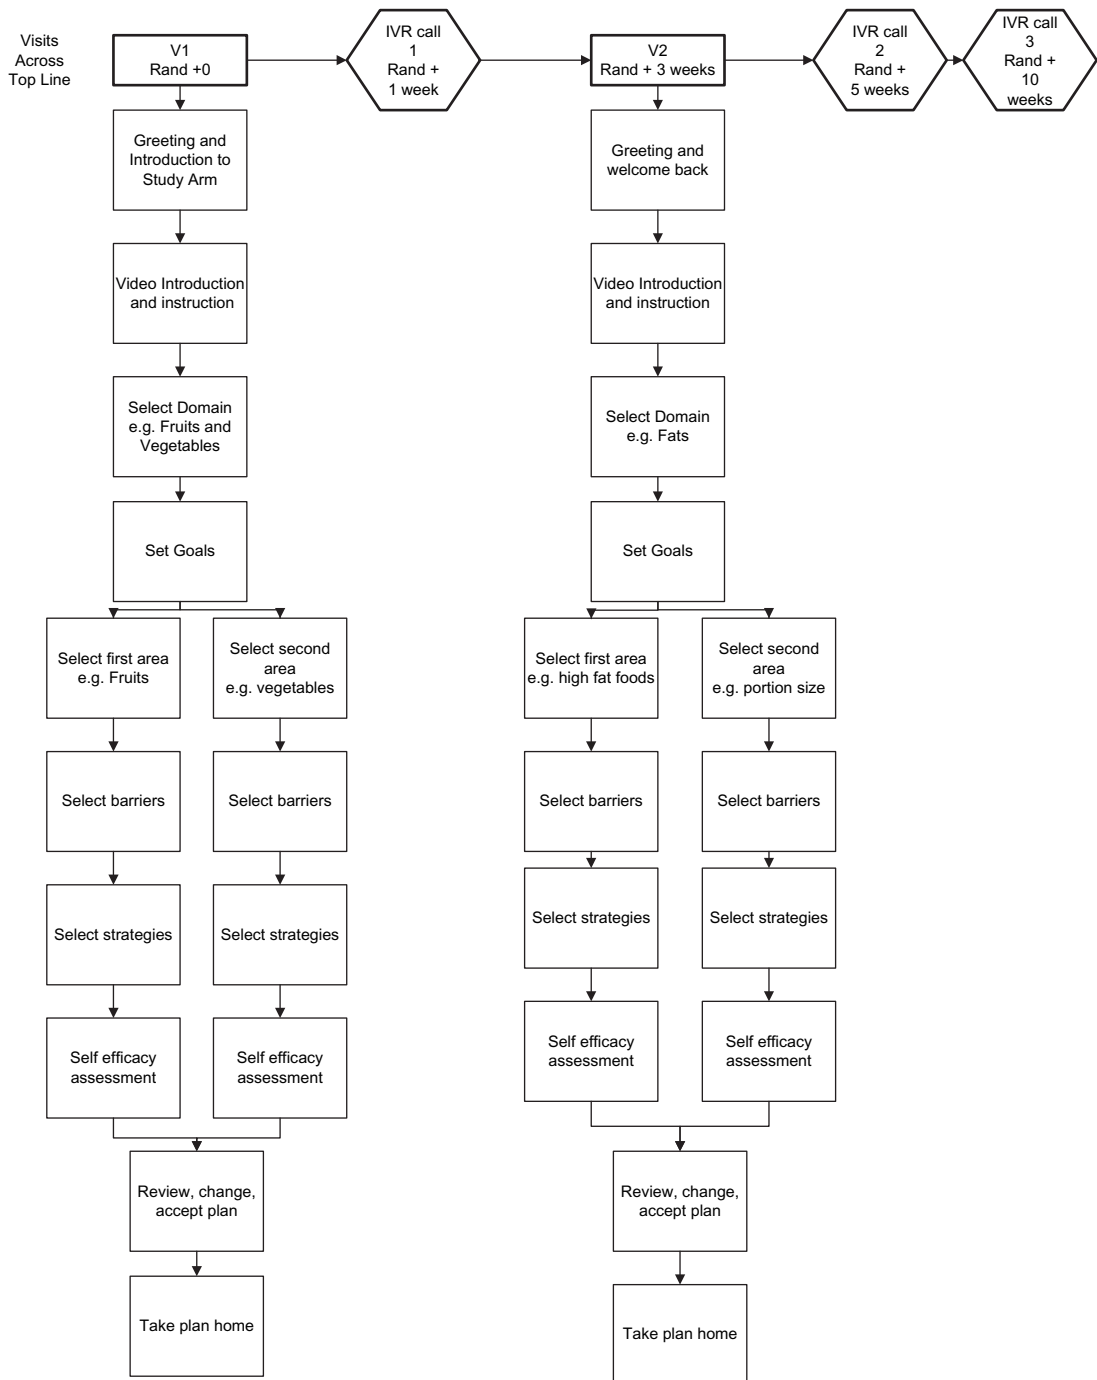 Visits
Across
Top Line
V1
Rand +0
IVR call
1
Rand +
1 week
V2
Rand + 3 weeks
IVR call
2
Rand +
5 weeks
IVR call
3
Rand +
10
weeks
Greeting and
Introduction to
Study Arm
Greeting and
welcome back
Video Introduction
and instruction
Video Introduction
and instruction
Select Domain
e.g. Fruits and
Vegetables
Select Domain
e.g. Fats
Set Goals
Set Goals
Select first area
e.g. Fruits
Select second
area
e.g. vegetables
Select first area
e.g. high fat foods
Select second
area
e.g. portion size
Select barriers
Select barriers
Select barriers
Select barriers
Select strategies
Select strategies
Select strategies
Select strategies
Self efficacy
assessment
Self efficacy
assessment
Self efficacy
assessment
Self efficacy
assessment
Review, change,
accept plan
Review, change,
accept plan
Take plan home
Take plan home